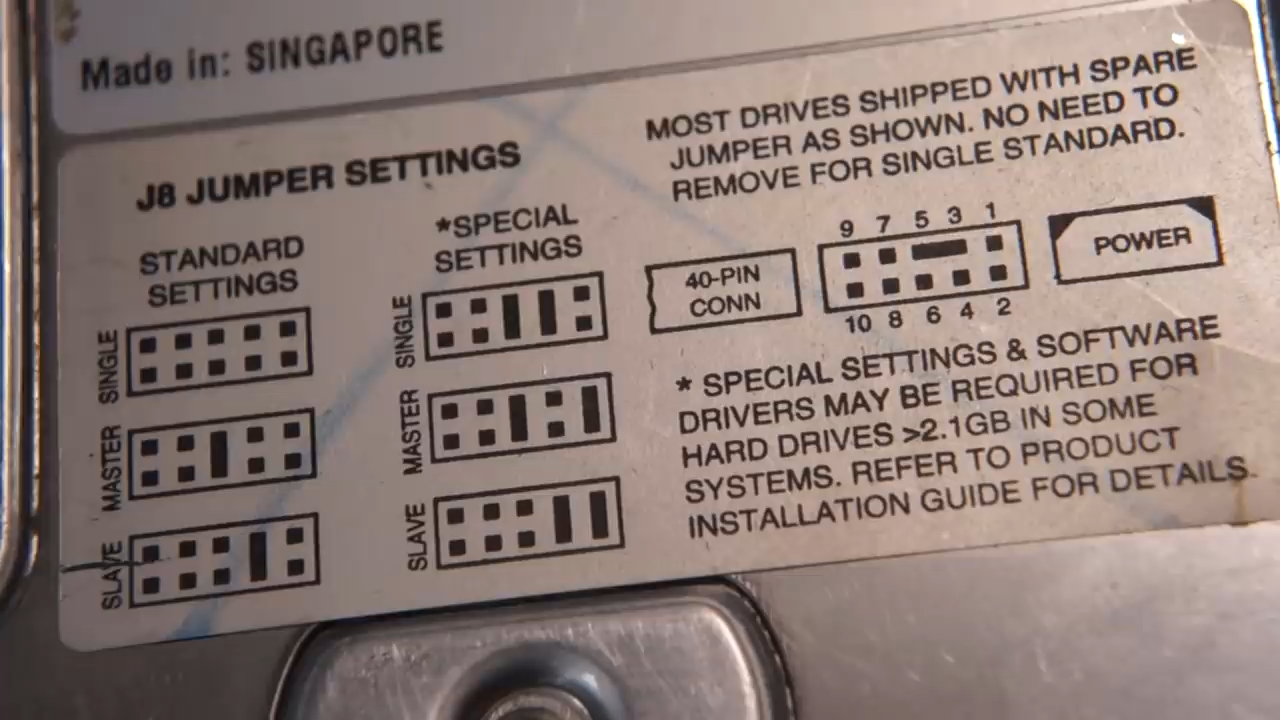 Made in: SINGAPORE
J8 JUMPER SETTINGS
STANDARD
SETTINGS
SINGLE
MASTER
SLAVE
*SPECIAL
SETTINGS
SINGLE
MASTER
SLAVE
MOST DRIVES SHIPPED WITH SPARE
JUMPER AS SHOWN. NO NEED TO
REMOVE FOR SINGLE STANDARD.
40-PIN
CONN
9 7 5 3 1
10 8 6 4 2
POWER
* SPECIAL SETTINGS & SOFTWARE
DRIVERS MAY BE REQUIRED FOR
HARD DRIVES >2.1GB IN SOME
SYSTEMS. REFER TO PRODUCT
INSTALLATION GUIDE FOR DETAILS.